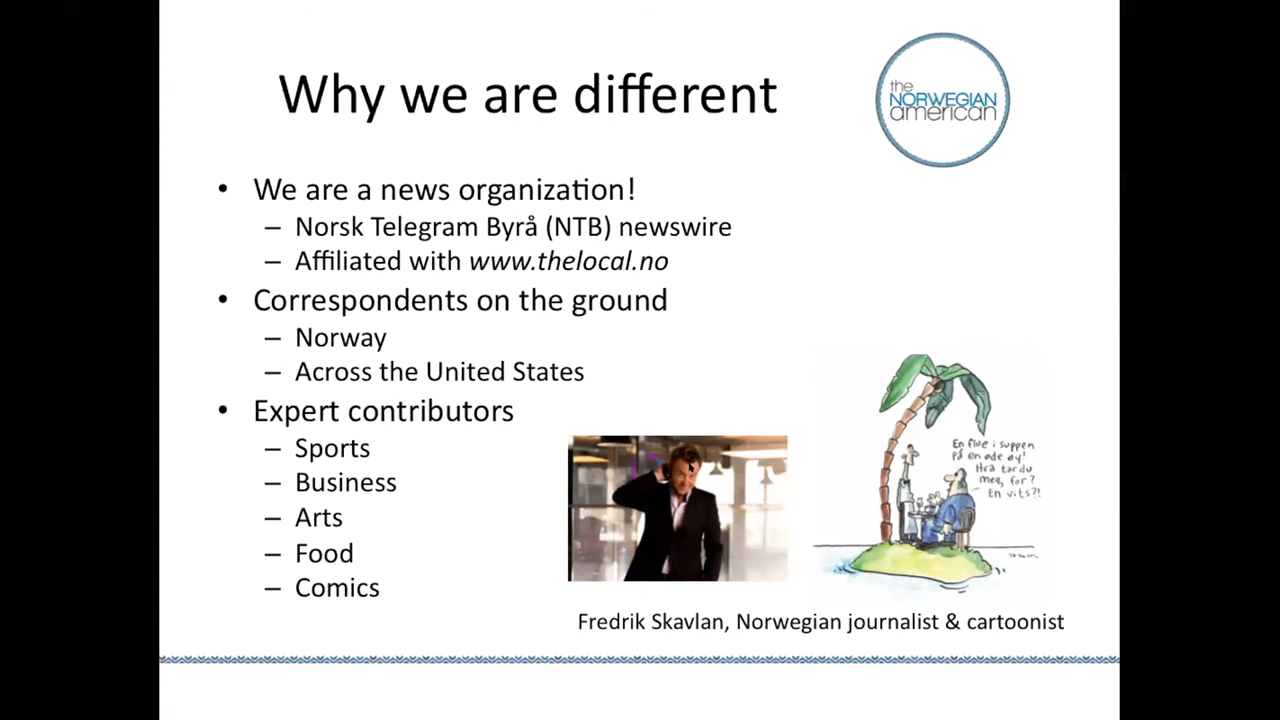 Why we are different
the
NORWEGIAN
american
• We are a news organization!
– Norsk Telegram Byrå (NTB) newswire
– Affiliated with www.thelocal.no
• Correspondents on the ground
– Norway
– Across the United States
• Expert contributors
– Sports
– Business
– Arts
– Food
– Comics
En flue i suppen
på en øde øy!
Hva tar du
meg for?
En vits?!
Fredrik Skavlan, Norwegian journalist & cartoonist